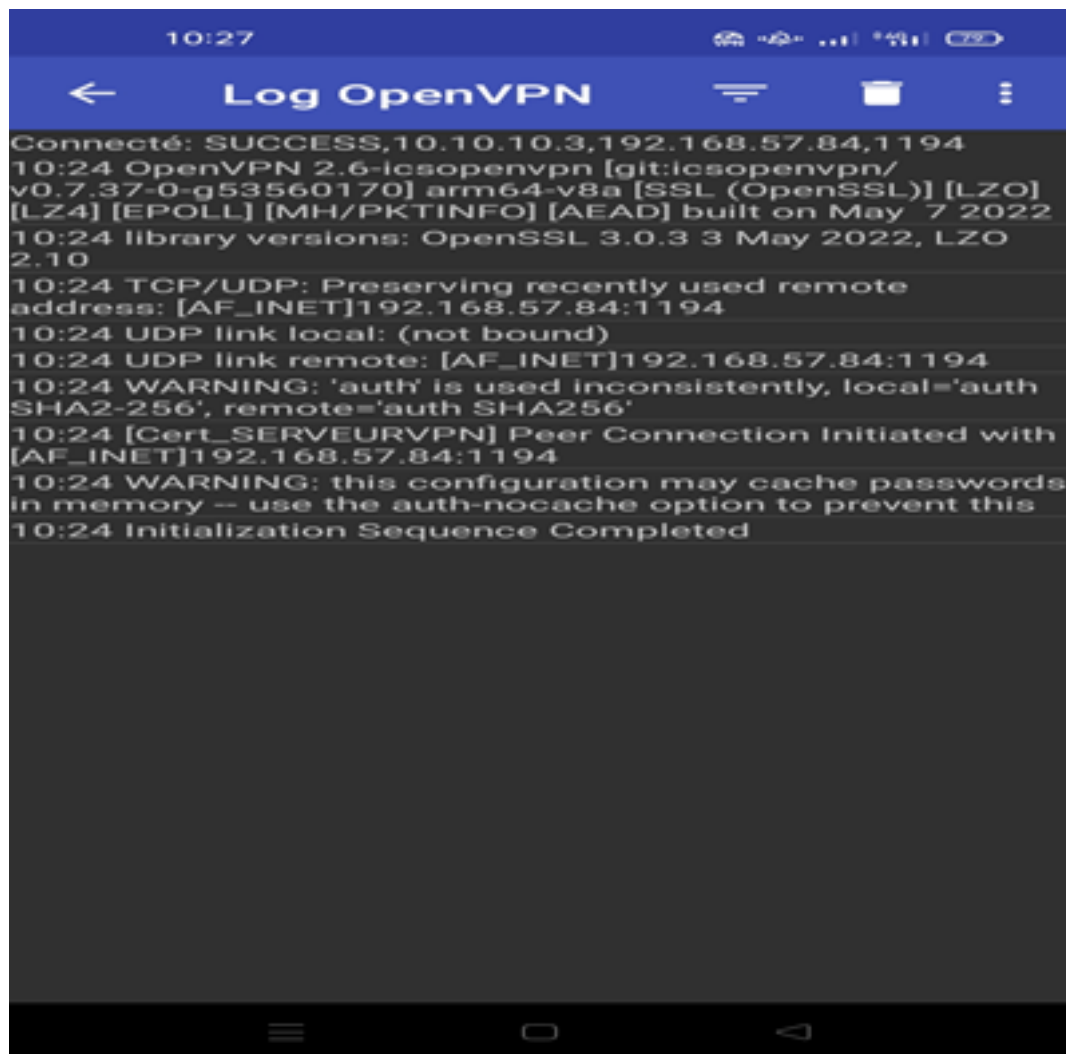 10:27
79
Log OpenVPN
Connecté: SUCCESS,10.10.10.3,192.168.57.84,1194
10:24 OpenVPN 2.6-icsopenvpn [git:icsopenvpn/
v0.7.37-0-g53560170] arm64-v8a [SSL (OpenSSL)] [LZO]
[LZ4] [EPOLL] [MH/PKTINFO] [AEAD] built on May  7 2022
10:24 library versions: OpenSSL 3.0.3 3 May 2022, LZO
2.10
10:24 TCP/UDP: Preserving recently used remote
address: [AF_INET]192.168.57.84:1194
10:24 UDP link local: (not bound)
10:24 UDP link remote: [AF_INET]192.168.57.84:1194
10:24 WARNING: 'auth' is used inconsistently, local='auth
SHA2-256', remote='auth SHA256'
10:24 [Cert_SERVEURVPN] Peer Connection Initiated with
[AF_INET]192.168.57.84:1194
10:24 WARNING: this configuration may cache passwords
in memory -- use the auth-nocache option to prevent this
10:24 Initialization Sequence Completed